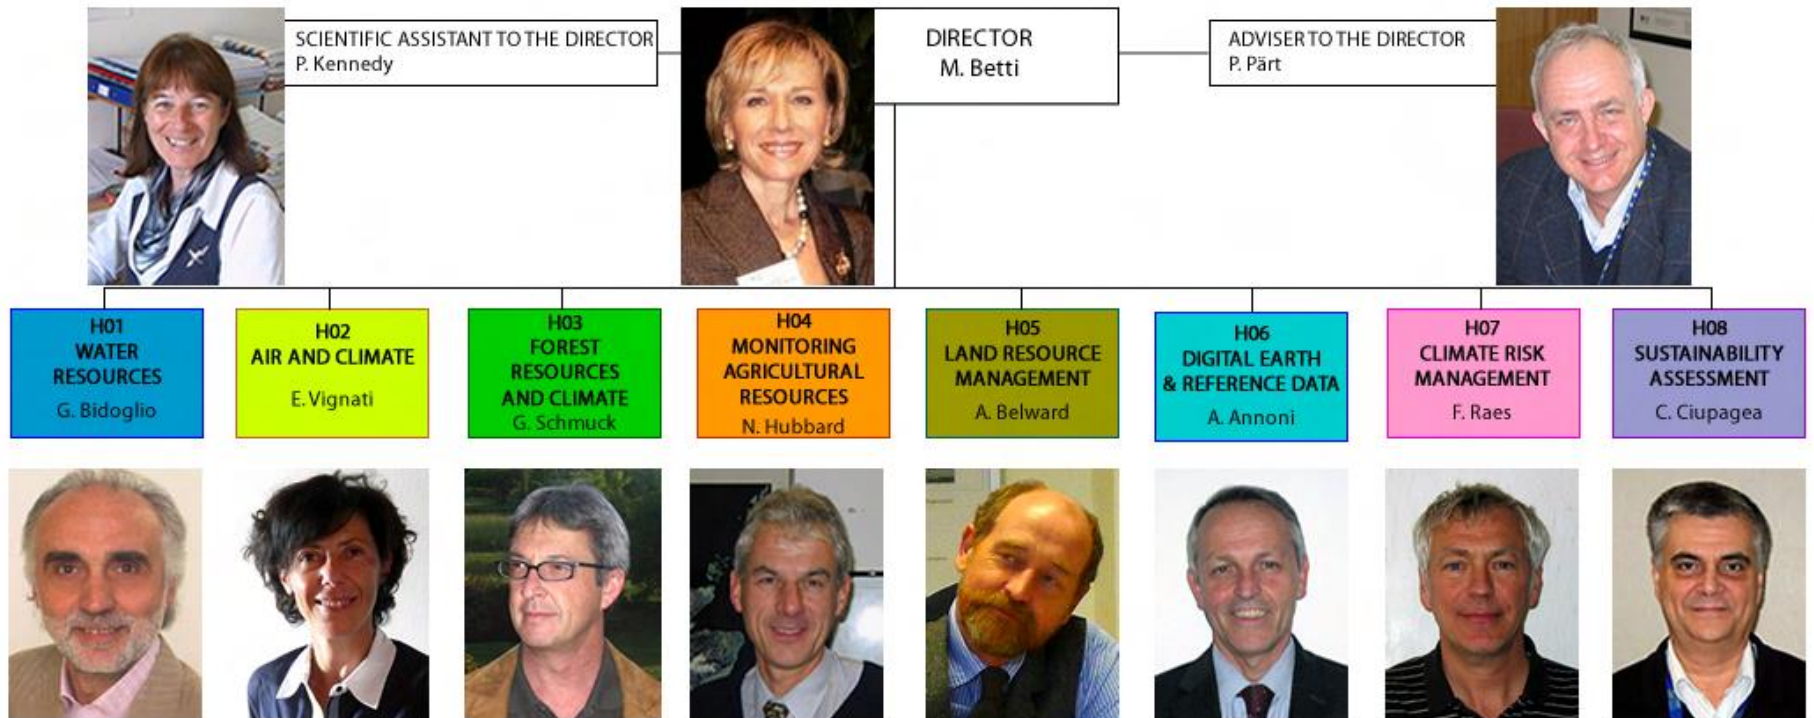 SCIENTIFIC ASSISTANT TO THE DIRECTOR
P. Kennedy
DIRECTOR
M. Betti
ADVISER TO THE DIRECTOR
P. Pärt
H01
WATER
RESOURCES
G. Bidoglio
H02
AIR AND CLIMATE
E. Vignati
H03
FOREST
RESOURCES
AND CLIMATE
G. Schmuck
H04
MONITORING
AGRICULTURAL
RESOURCES
N. Hubbard
H05
LAND RESOURCE
MANAGEMENT
A. Belward
H06
DIGITAL EARTH
& REFERENCE DATA
A. Annoni
H07
CLIMATE RISK
MANAGEMENT
F. Raes
H08
SUSTAINABILITY
ASSESSMENT
C. Ciupagea